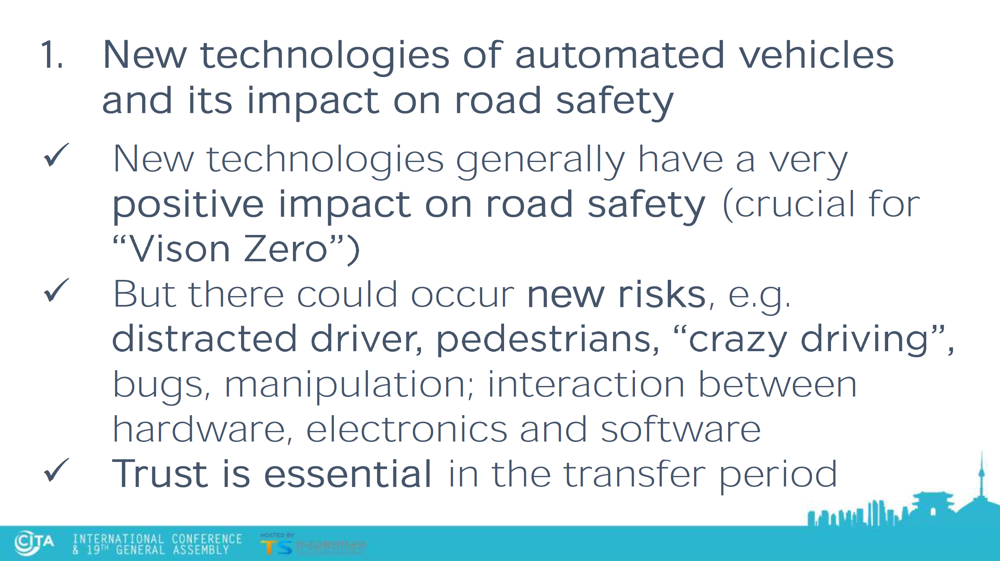 1. New technologies of automated vehicles
and its impact on road safety
✓ New technologies generally have a very
positive impact on road safety (crucial for
“Vison Zero”)
✓ But there could occur new risks, e.g.
distracted driver, pedestrians, “crazy driving”,
bugs, manipulation; interaction between
hardware, electronics and software
✓ Trust is essential in the transfer period
CITA
INTERNATIONAL CONFERENCE
& 19TH GENERAL ASSEMBLY
HOSTED BY
TS